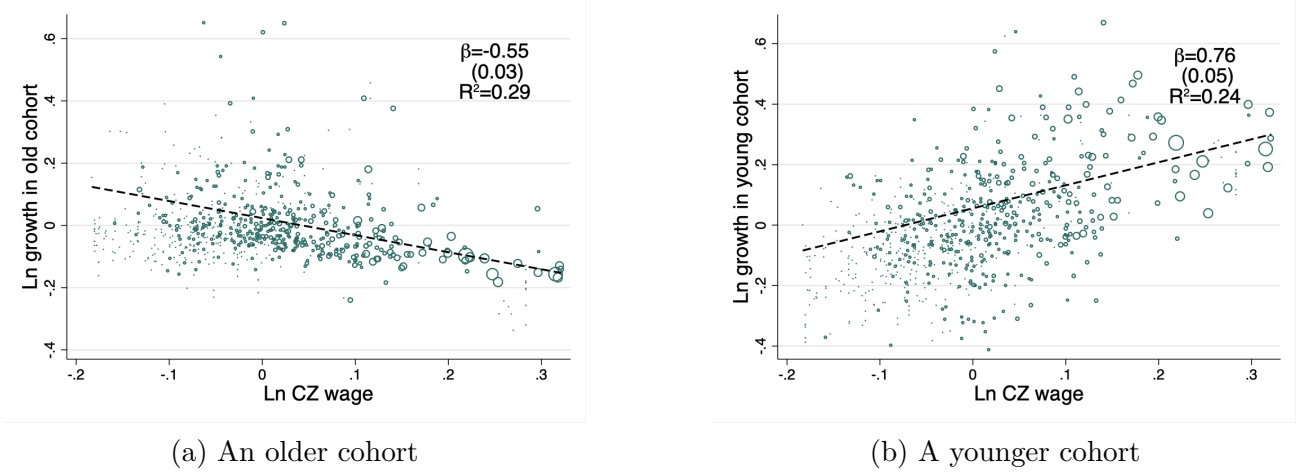 β=-0.55
(0.03)
R²=0.29
Ln growth in old cohort
.6
.4
.2
0
-.2
-.4
-.2 -.1 0 .1 .2 .3
Ln CZ wage
(a) An older cohort
β=0.76
(0.05)
R²=0.24
Ln growth in young cohort
.6
.4
.2
0
-.2
-.4
-.2 -.1 0 .1 .2 .3
Ln CZ wage
(b) A younger cohort